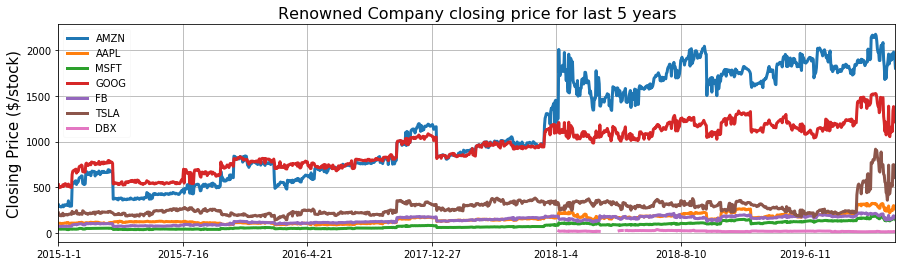 Renowned Company closing price for last 5 years
Closing Price ($/stock)
2000
1500
1000
500
0
AMZN
AAPL
MSFT
GOOG
FB
TSLA
DBX
2015-1-1 2015-7-16 2016-4-21 2017-12-27 2018-1-4 2018-8-10 2019-6-11